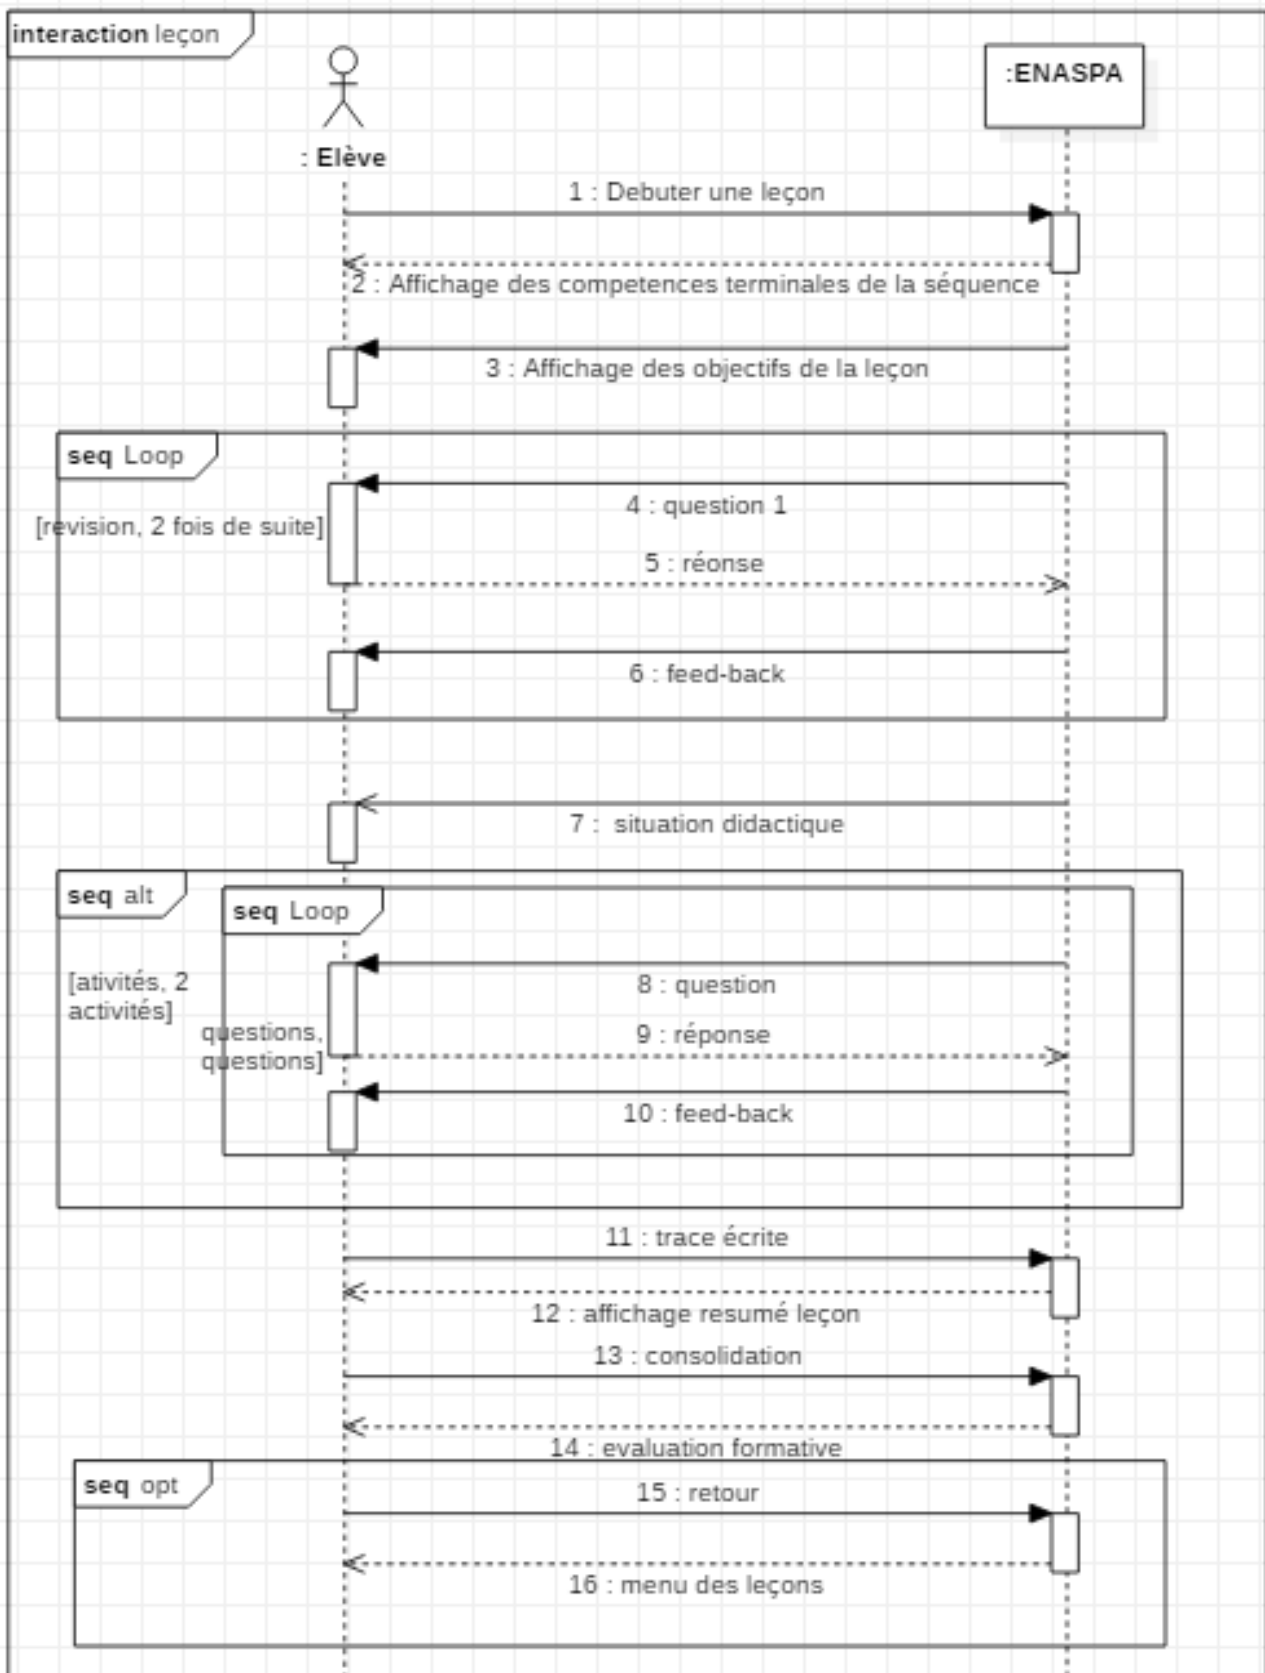 interaction leçon
:ENASPA
: Elève
1 : Debuter une leçon
2 : Affichage des competences terminales de la séquence
3 : Affichage des objectifs de la leçon
seq Loop
4 : question 1
[revision, 2 fois de suite]
5 : réonse
6 : feed-back
7 : situation didactique
seq alt
seq Loop
[ativités, 2
activités]
8 : question
questions,
questions]
9 : réponse
10 : feed-back
11 : trace écrite
12 : affichage resumé leçon
13 : consolidation
14 : evaluation formative
seq opt
15 : retour
16 : menu des leçons